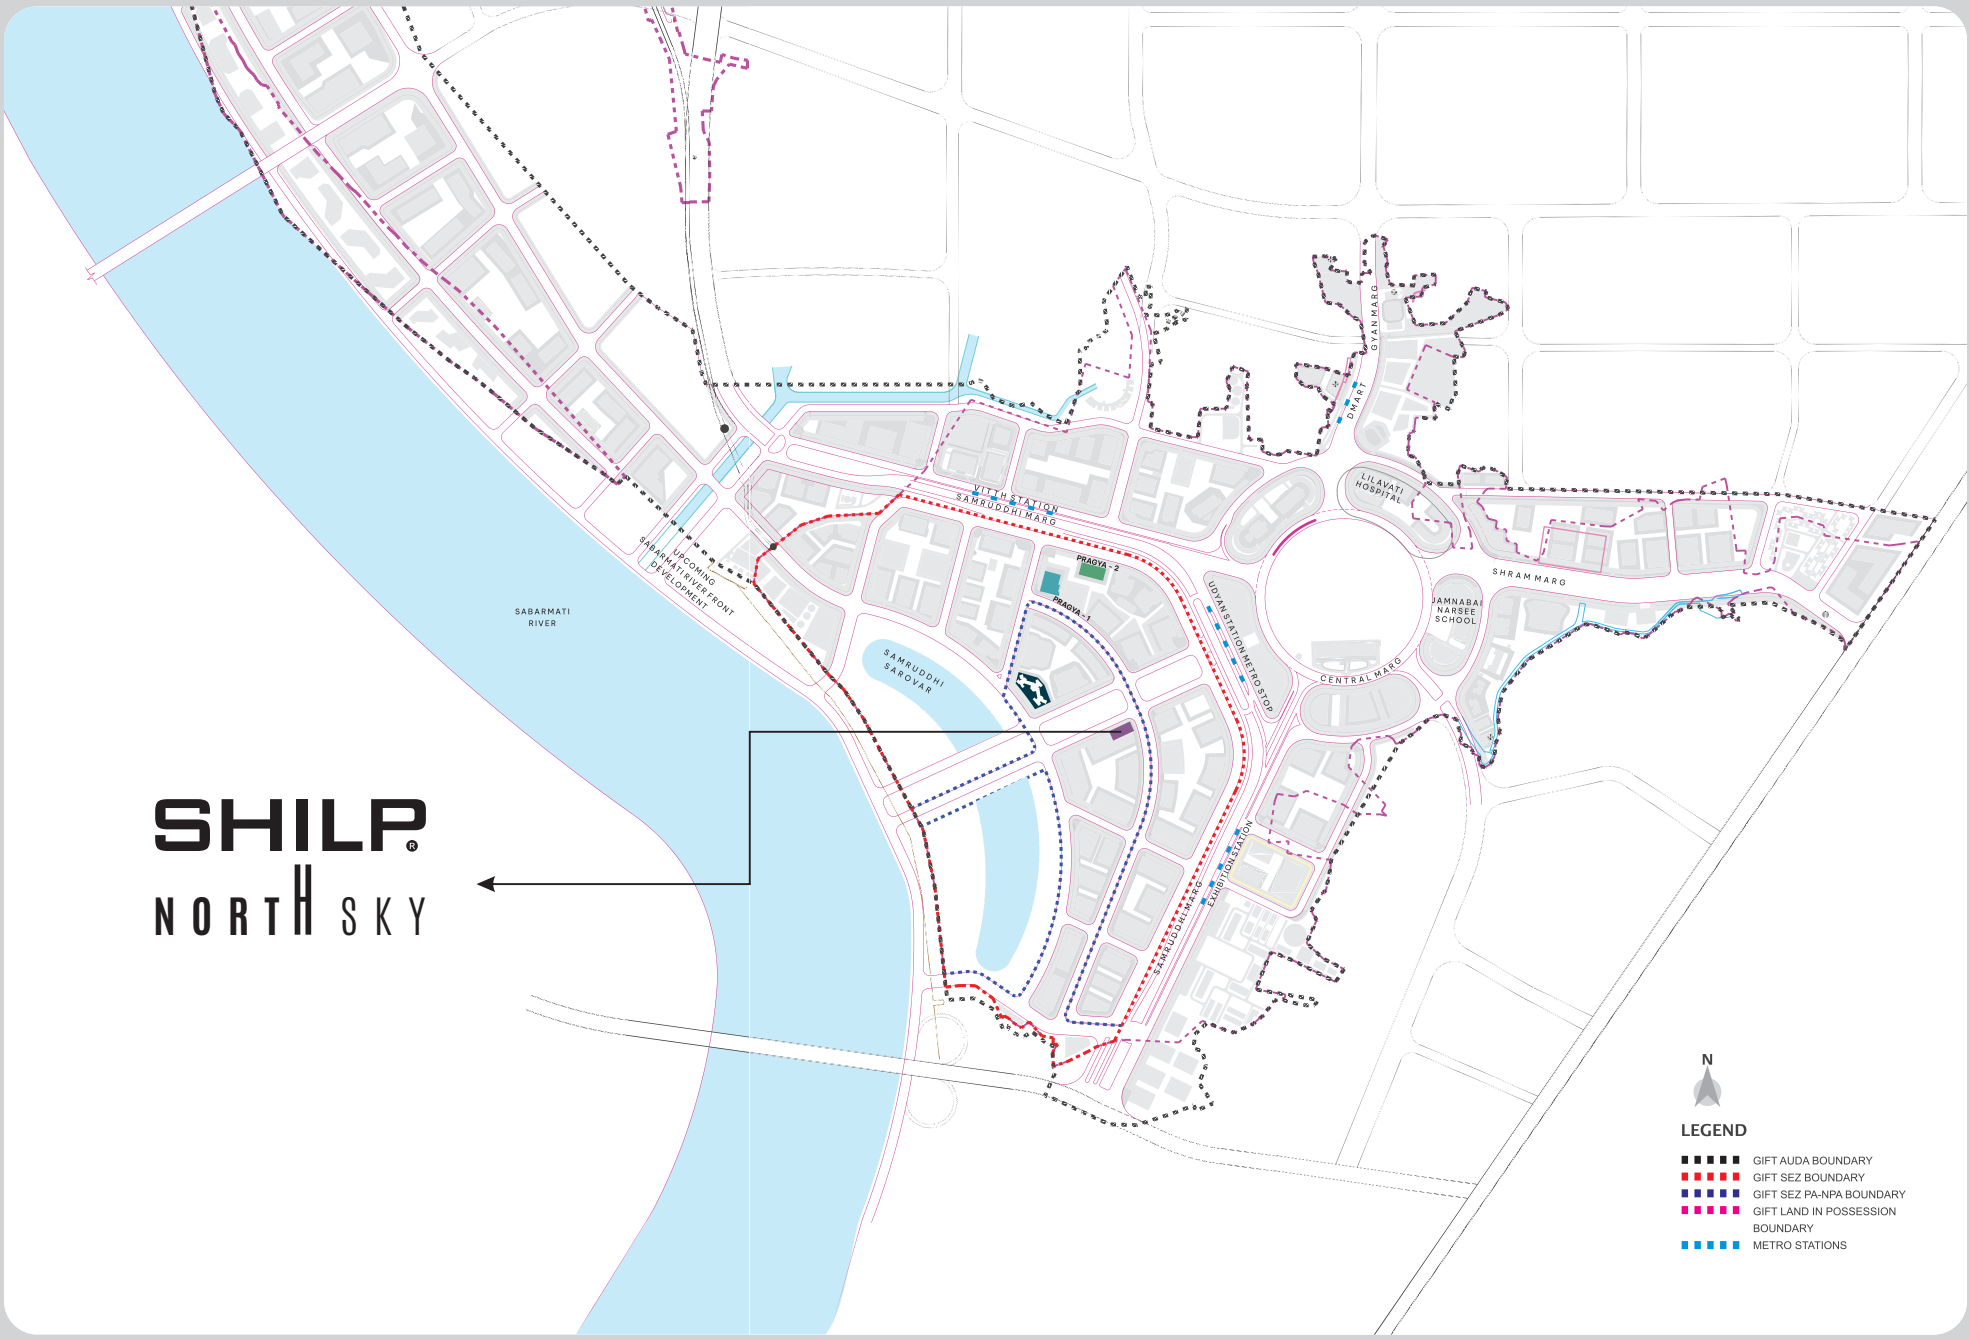 GYAN MARG
D MART
LILAVATI
HOSPITAL
VITTH STATION
SAMRUDDHI MARG
PRAGYA - 2
PRAGYA - 1
SHRAM MARG
UPCOMING
SABARMATI RIVER FRONT
DEVELOPMENT
JAMNABAI
NARSEE
SCHOOL
UDYAN STATION METRO STOP
SABARMATI
RIVER
SAMRUDDHI
SAROVAR
CENTRAL MARG
SHILP®
NORTH SKY
EXHIBITION STATION
SAMRUDDHI MARG
N
LEGEND
GIFT AUDA BOUNDARY
GIFT SEZ BOUNDARY
GIFT SEZ PA-NPA BOUNDARY
GIFT LAND IN POSSESSION
BOUNDARY
METRO STATIONS